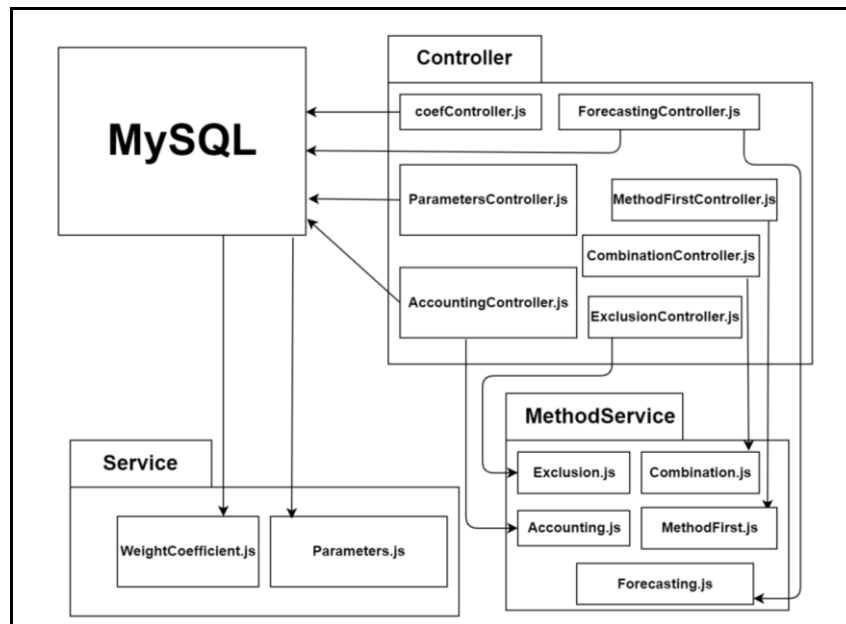 Controller
MySQL
coefController.js
ForecastingController.js
ParametersController.js
MethodFirstController.js
CombinationController.js
AccountingController.js
ExclusionController.js
MethodService
Service
Exclusion.js
Combination.js
Accounting.js
MethodFirst.js
WeightCoefficient.js
Parameters.js
Forecasting.js